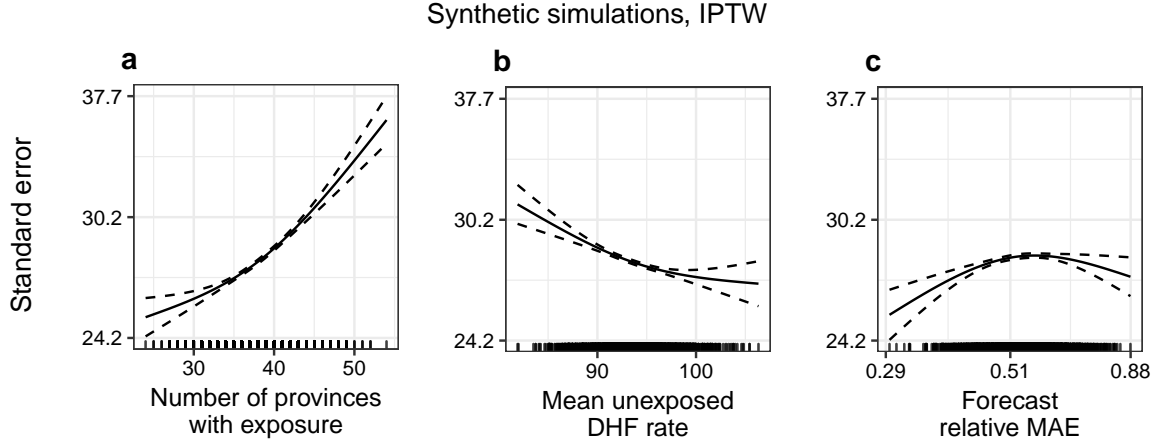 Synthetic simulations, IPTW
a
b
c
Standard error
37.7
30.2
24.2
30
40
50
Number of provinces
with exposure
37.7
30.2
24.2
90
100
Mean unexposed
DHF rate
37.7
30.2
24.2
0.29
0.51
0.88
Forecast
relative MAE